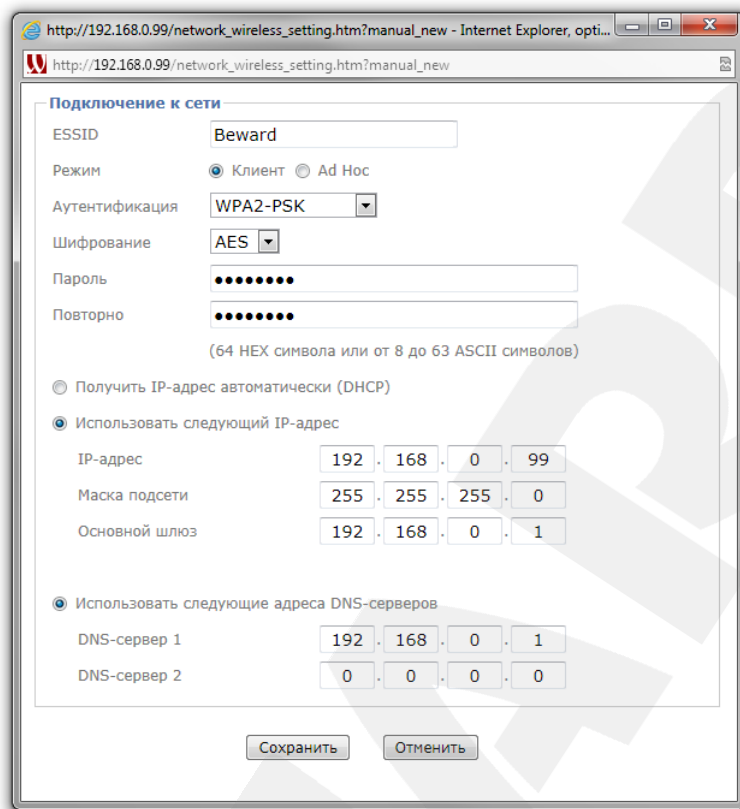 http://192.168.0.99/network_wireless_setting.htm?manual_new - Internet Explorer, opti...
http://192.168.0.99/network_wireless_setting.htm?manual_new
Подключение к сети
ESSID Beward
Режим Клиент Ad Hoc
Аутентификация WPA2-PSK
Шифрование AES
Пароль ••••••••
Повторно ••••••••
(64 HEX символа или от 8 до 63 ASCII символов)
Получить IP-адрес автоматически (DHCP)
Использовать следующий IP-адрес
IP-адрес 192 . 168 . 0 . 99
Маска подсети 255 . 255 . 255 . 0
Основной шлюз 192 . 168 . 0 . 1
Использовать следующие адреса DNS-серверов
DNS-сервер 1 192 . 168 . 0 . 1
DNS-сервер 2 0 . 0 . 0 . 0
Сохранить Отменить